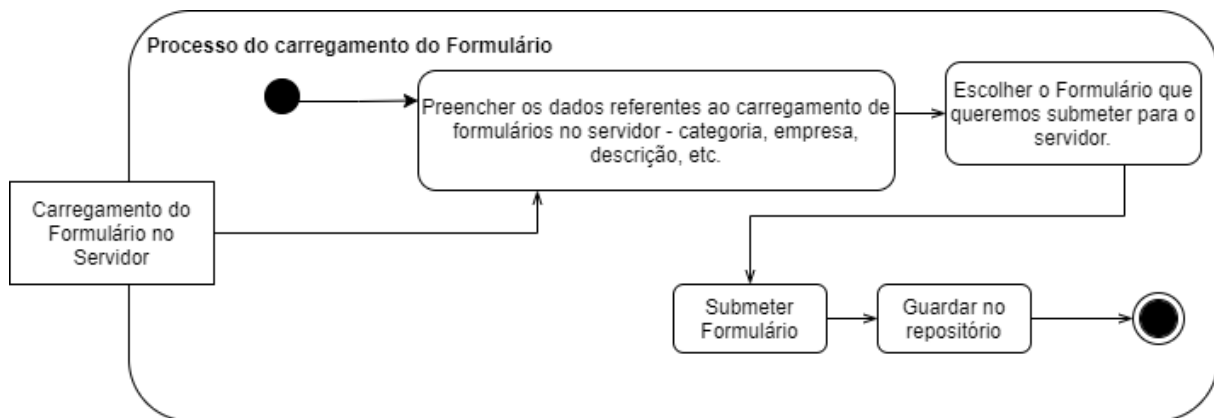 Processo do carregamento do Formulário
Preencher os dados referentes ao carregamento de
formulários no servidor - categoria, empresa,
descrição, etc.
Escolher o Formulário que
queremos submeter para o
servidor.
Carregamento do
Formulário no
Servidor
Submeter
Formulário
Guardar no
repositório